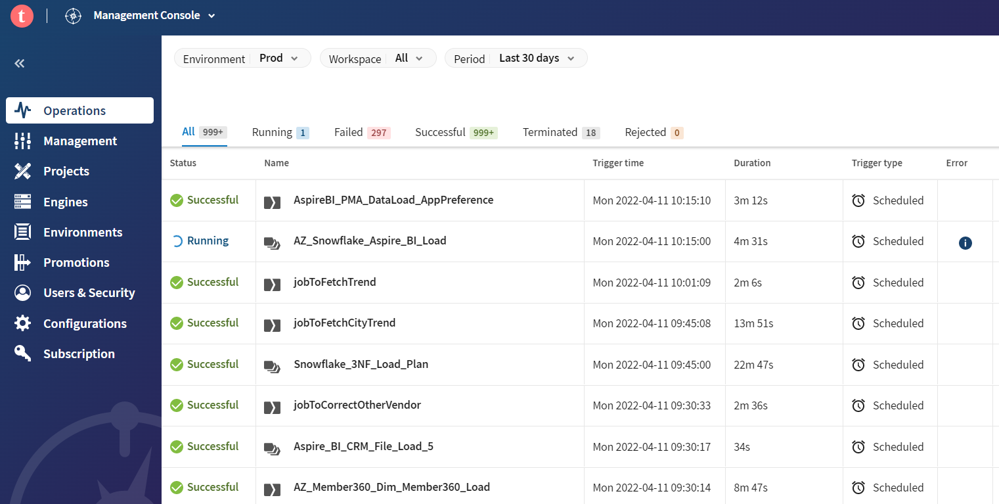 t Management Console
Environment Prod Workspace All Period Last 30 days
Operations
Management
Projects
Engines
Environments
Promotions
Users & Security
Configurations
Subscription
All 999+ Running 1 Failed 297 Successful 999+ Terminated 18 Rejected 0
Status Name Trigger time Duration Trigger type Error
Successful AspireBI_PMA_DataLoad_AppPreference Mon 2022-04-11 10:15:10 3m 12s Scheduled
Running AZ_Snowflake_Aspire_BI_Load Mon 2022-04-11 10:15:00 4m 31s Scheduled i
Successful jobToFetchTrend Mon 2022-04-11 10:01:09 2m 6s Scheduled
Successful jobToFetchCityTrend Mon 2022-04-11 09:45:08 13m 51s Scheduled
Successful Snowflake_3NF_Load_Plan Mon 2022-04-11 09:45:00 22m 47s Scheduled
Successful jobToCorrectOtherVendor Mon 2022-04-11 09:30:33 2m 36s Scheduled
Successful Aspire_BI_CRM_File_Load_5 Mon 2022-04-11 09:30:17 34s Scheduled
Successful AZ_Member360_Dim_Member360_Load Mon 2022-04-11 09:30:14 8m 47s Scheduled